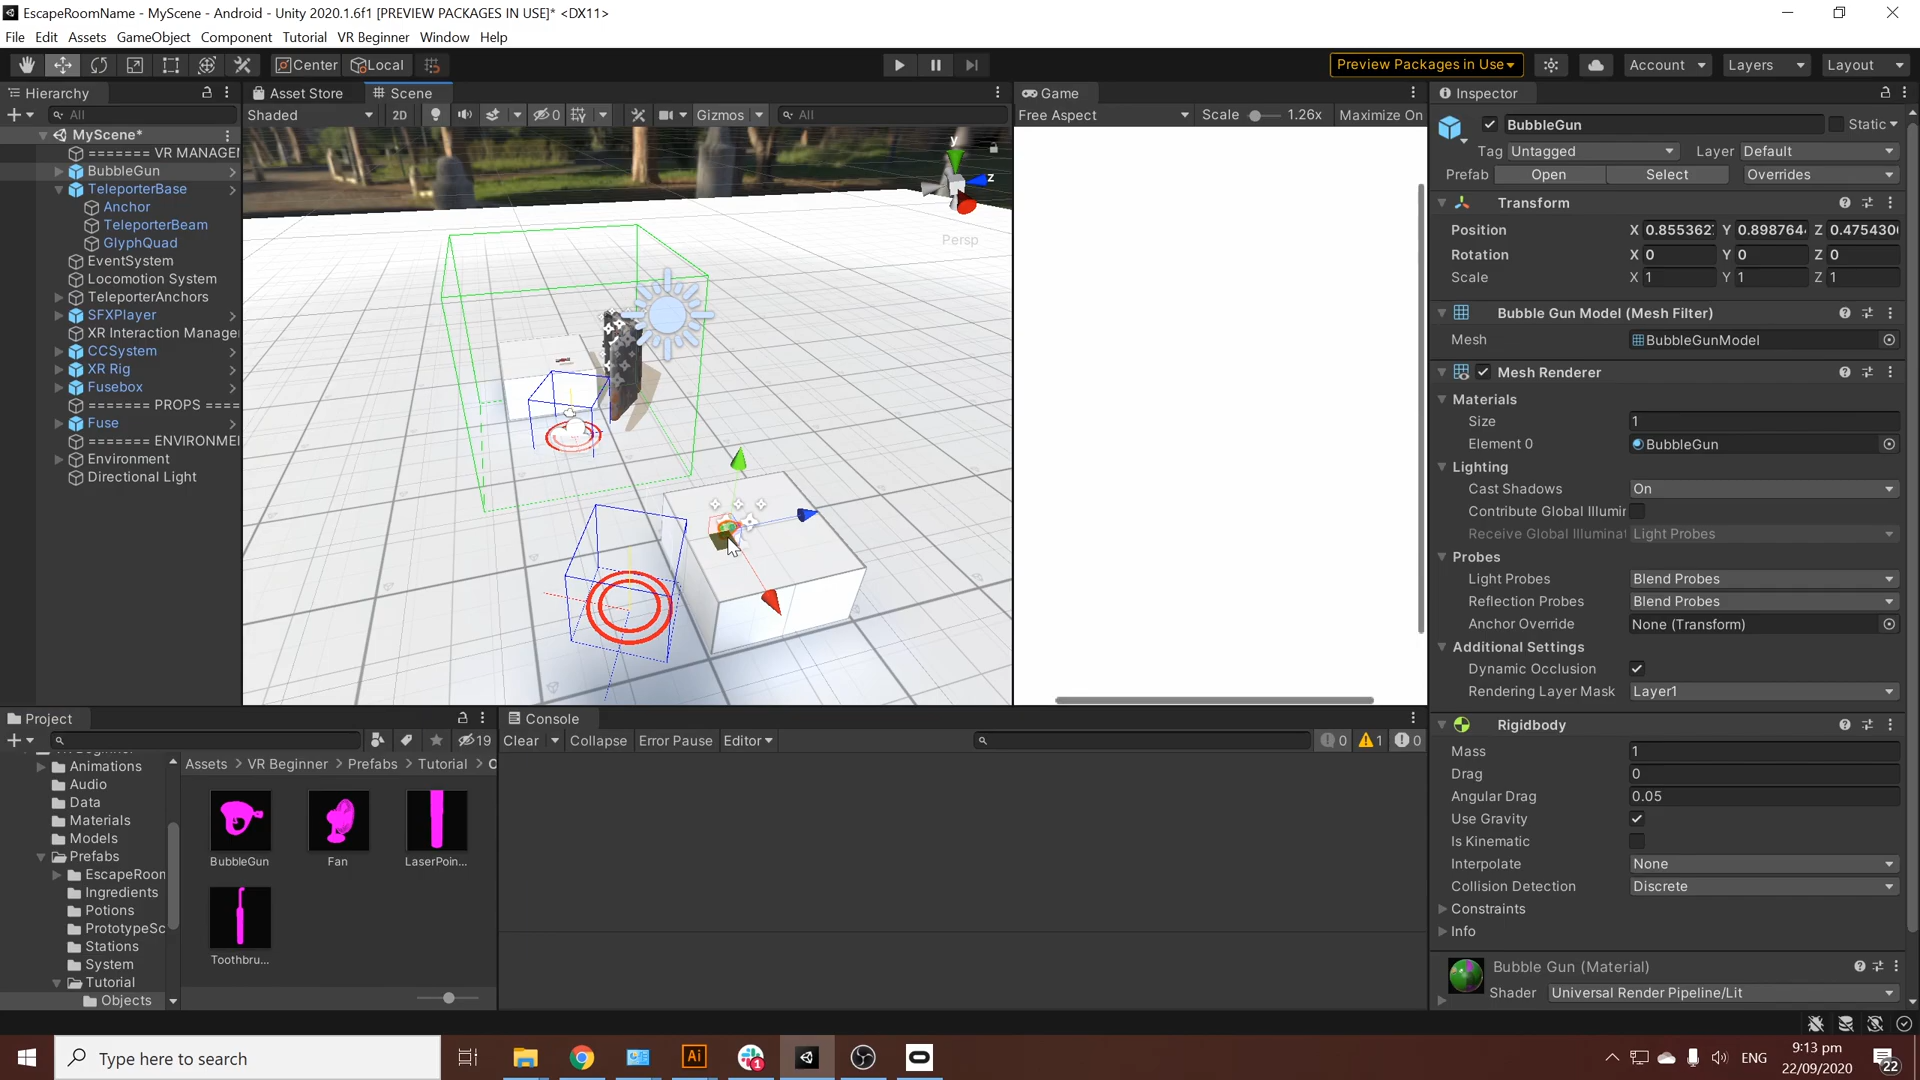 EscapeRoomName - MyScene - Android - Unity 2020.1.6f1 [PREVIEW PACKAGES IN USE]* <DX11>
File Edit Assets GameObject Component Tutorial VR Beginner Window Help
Center Local Preview Packages in Use Account Layers Layout
Hierarchy
All
MyScene*
======= VR MANAGE
BubbleGun
TeleporterBase
Anchor
TeleporterBeam
GlyphQuad
EventSystem
Locomotion System
TeleporterAnchors
SFXPlayer
XR Interaction Manage
CCSystem
XR Rig
Fusebox
======= PROPS ====
Fuse
======= ENVIRONME
Environment
Directional Light
Asset Store Scene
Shaded 2D 0 Gizmos All
y
z
Persp
Game
Free Aspect Scale 1.26x Maximize On
Inspector
BubbleGun Static
Tag Untagged Layer Default
Prefab Open Select Overrides
Transform
Position X 0.855362 Y 0.898764 Z 0.475430
Rotation X 0 Y 0 Z 0
Scale X 1 Y 1 Z 1
Bubble Gun Model (Mesh Filter)
Mesh BubbleGunModel
Mesh Renderer
Materials
Size 1
Element 0 BubbleGun
Lighting
Cast Shadows On
Contribute Global Illumir
Receive Global Illuminat Light Probes
Probes
Light Probes Blend Probes
Reflection Probes Blend Probes
Anchor Override None (Transform)
Additional Settings
Dynamic Occlusion
Rendering Layer Mask Layer1
Rigidbody
Mass 1
Drag 0
Angular Drag 0.05
Use Gravity
Is Kinematic
Interpolate None
Collision Detection Discrete
Constraints
Info
Bubble Gun (Material)
Shader Universal Render Pipeline/Lit
Project
19
Animations
Audio
Data
Materials
Models
Prefabs
EscapeRoon
Ingredients
Potions
PrototypeSc
Stations
System
Tutorial
Objects
Assets > VR Beginner > Prefabs > Tutorial >
BubbleGun Fan LaserPoin...
Toothbru...
Console
Clear Collapse Error Pause Editor 0 1 0
Type here to search
Ai 1
ENG 9:13 pm
22/09/2020 22